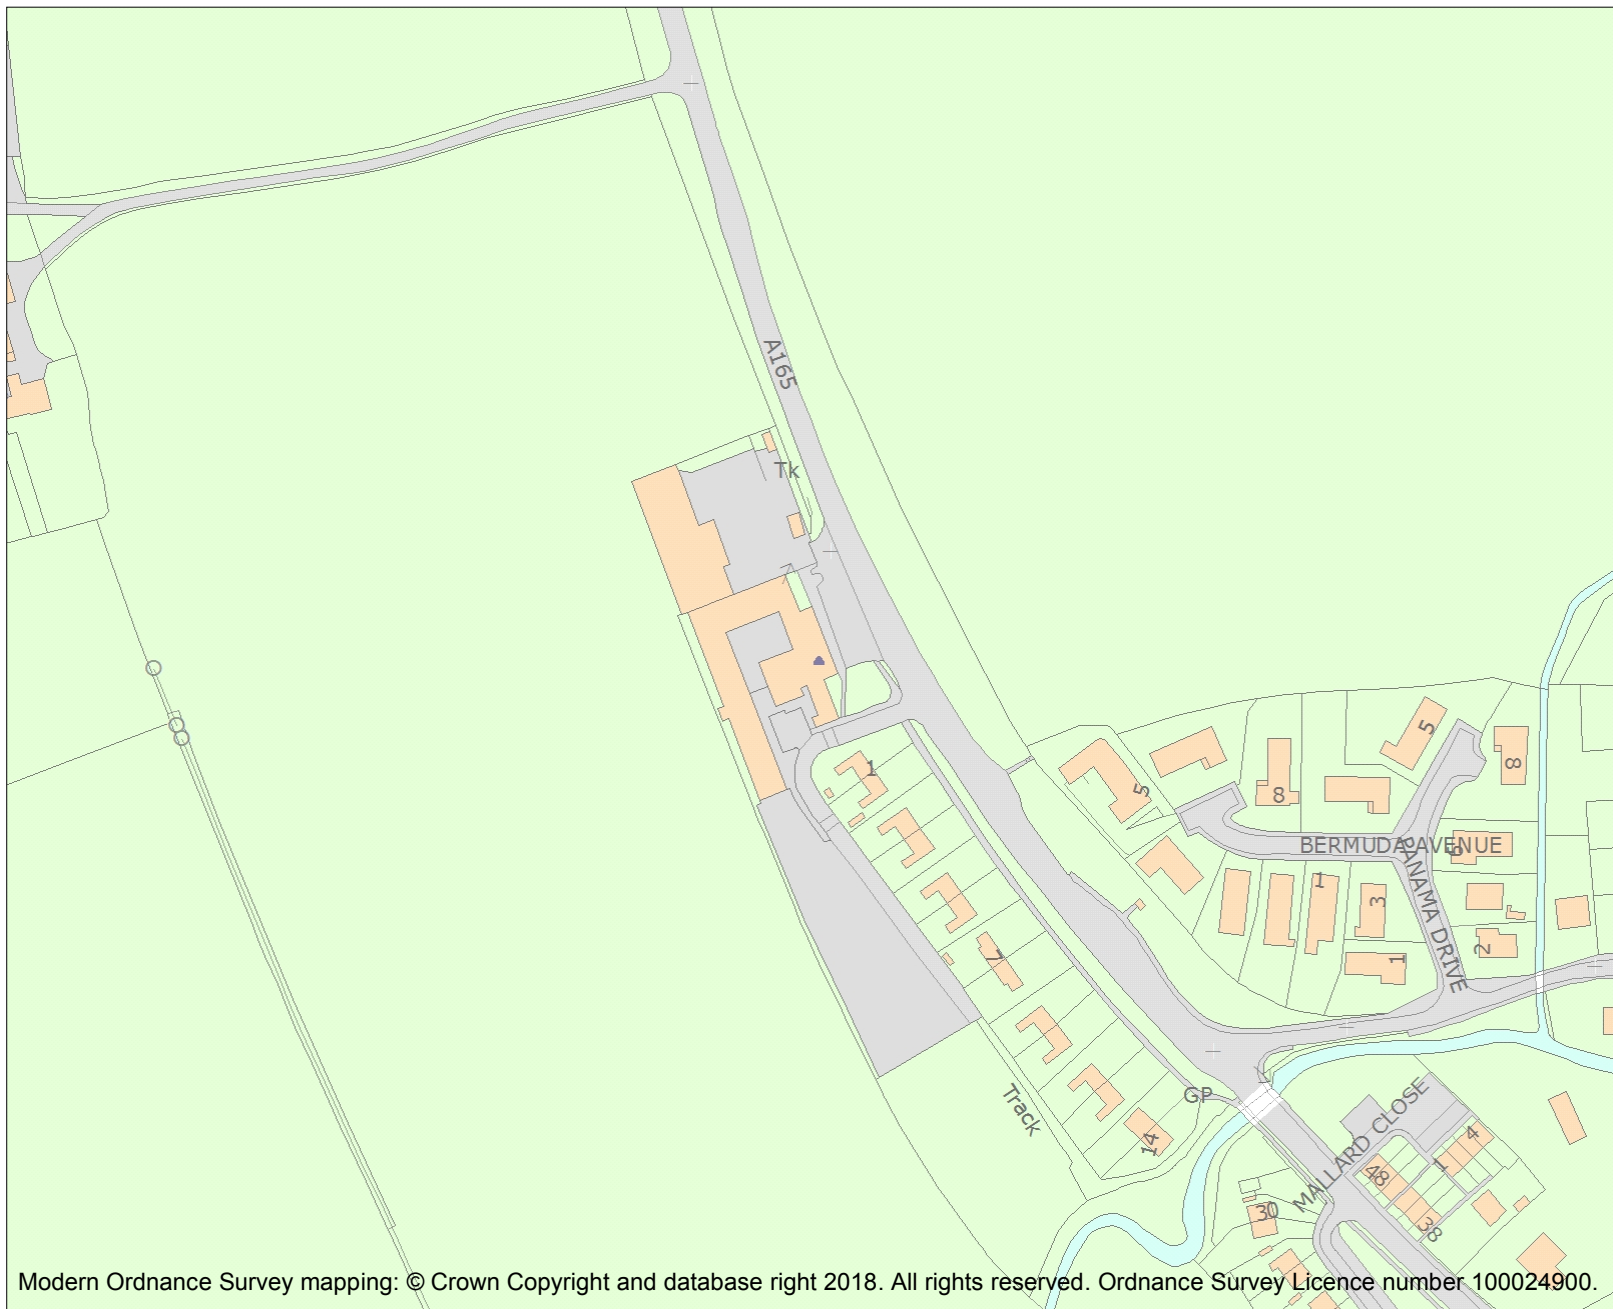 A165
Tk
5
8
5
8
1
BERMUDA AVENUE
6
PANAMA DRIVE
1
3
2
1
7
GP
Track
14
MALLARD CLOSE
4
1
48
30
38
Modern Ordnance Survey mapping: © Crown Copyright and database right 2018. All rights reserved. Ordnance Survey Licence number 100024900.